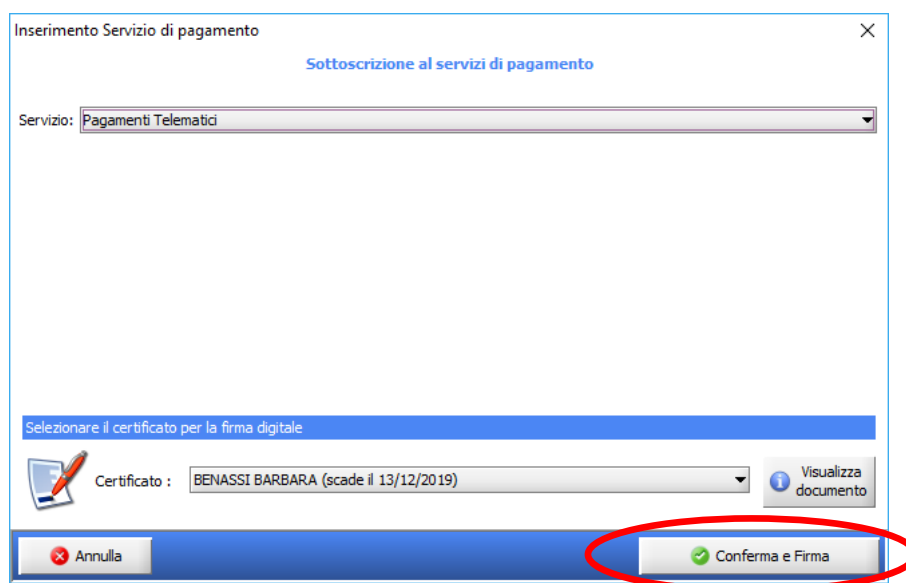 Inserimento Servizio di pagamento
Sottoscrizione al servizi di pagamento
Servizio: Pagamenti Telematici
Selezionare il certificato per la firma digitale
Certificato : BENASSI BARBARA (scade il 13/12/2019)
Visualizza
documento
Annulla
Conferma e Firma